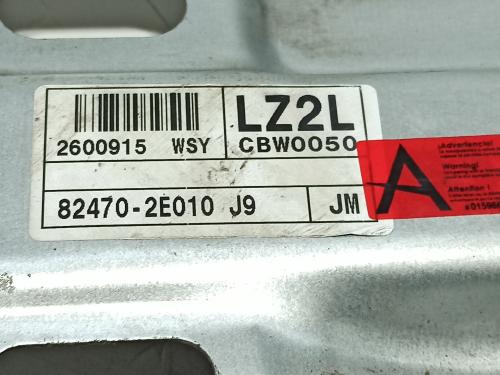 LZ2L
2600915 WSY CBW0050
82470-2E010 J9 JM
A
Advertencia!
Warning!
Attention !